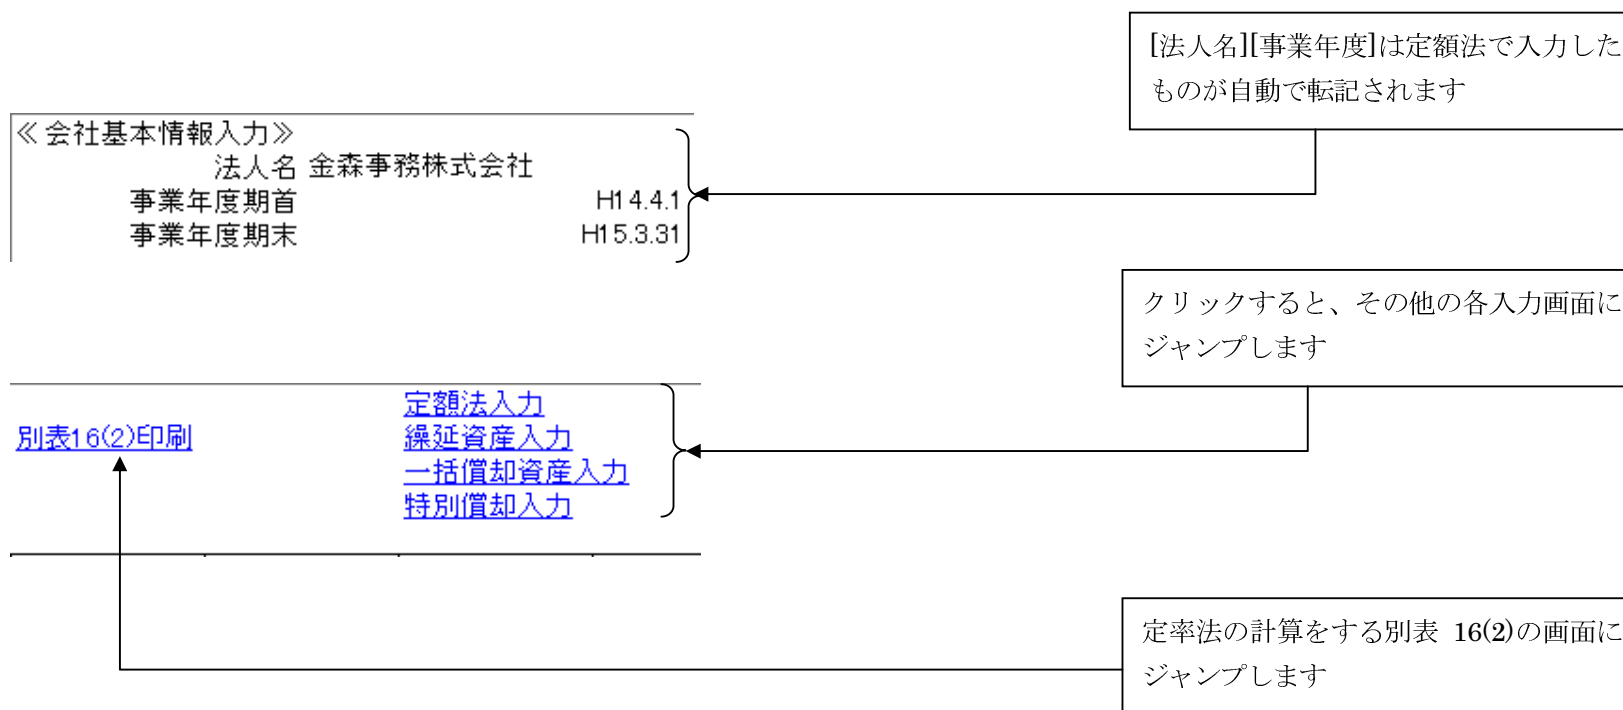 [法人名][事業年度]は定額法で入力した
ものが自動で転記されます
≪会社基本情報入力≫
法人名 金森事務株式会社
事業年度期首 H14.4.1
事業年度期末 H15.3.31
クリックすると、その他の各入力画面に
ジャンプします
定額法入力
別表16(2)印刷 繰延資産入力
一括償却資産入力
特別償却入力
定率法の計算をする別表 16(2)の画面に
ジャンプします